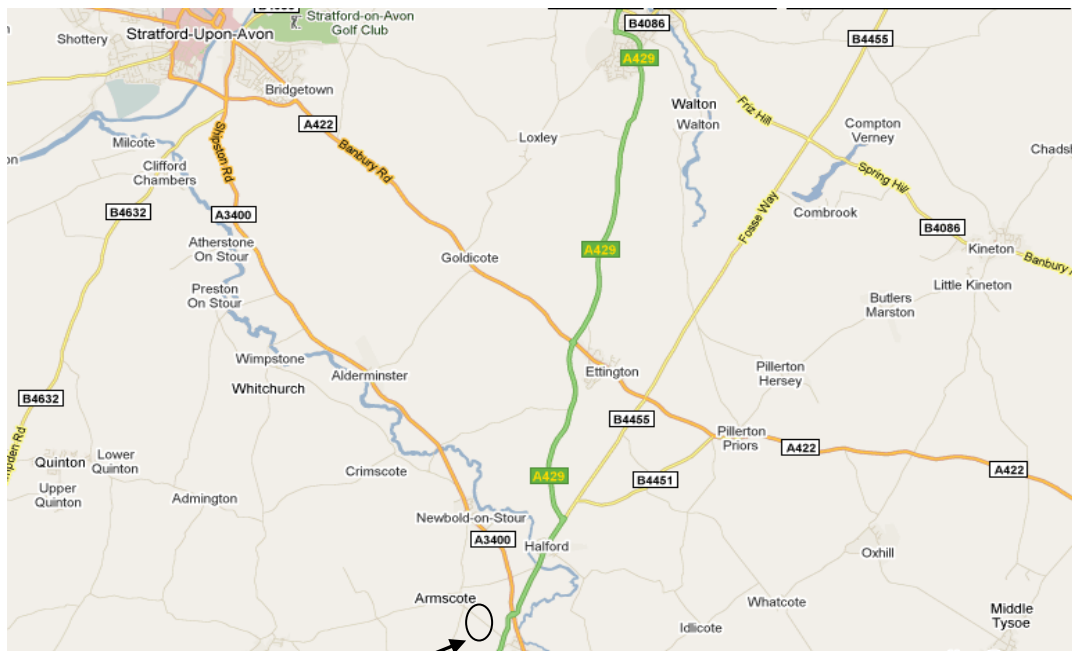 B4086
Stratford-on-Avon
Golf Club
Shottery
Stratford-Upon-Avon
B4086
B4455
A429
Bridgetown
Walton
Walton
Friz Hill
A422
Loxley
Compton
Verney
Chadsh
Milcote
Shipston Rd
Banbury Rd
Clifford
Chambers
Spring Hill
Fosse Way
B4632
A3400
Combrook
B4086
Atherstone
On Stour
A429
Kineton
Goldicote
Banbury R
Preston
On Stour
Little Kineton
Butlers
Marston
Wimpstone
Alderminster
Ettington
Pillerton
Hersey
Whitchurch
B4632
B4455
Pillerton
Priors
A422
mpden Rd
Quinton
Lower
Quinton
Crimscote
A429
B4451
A422
Upper
Quinton
Admington
Newbold-on-Stour
A3400
Halford
Oxhill
Armscote
Whatcote
Middle
Tysoe
Idlicote